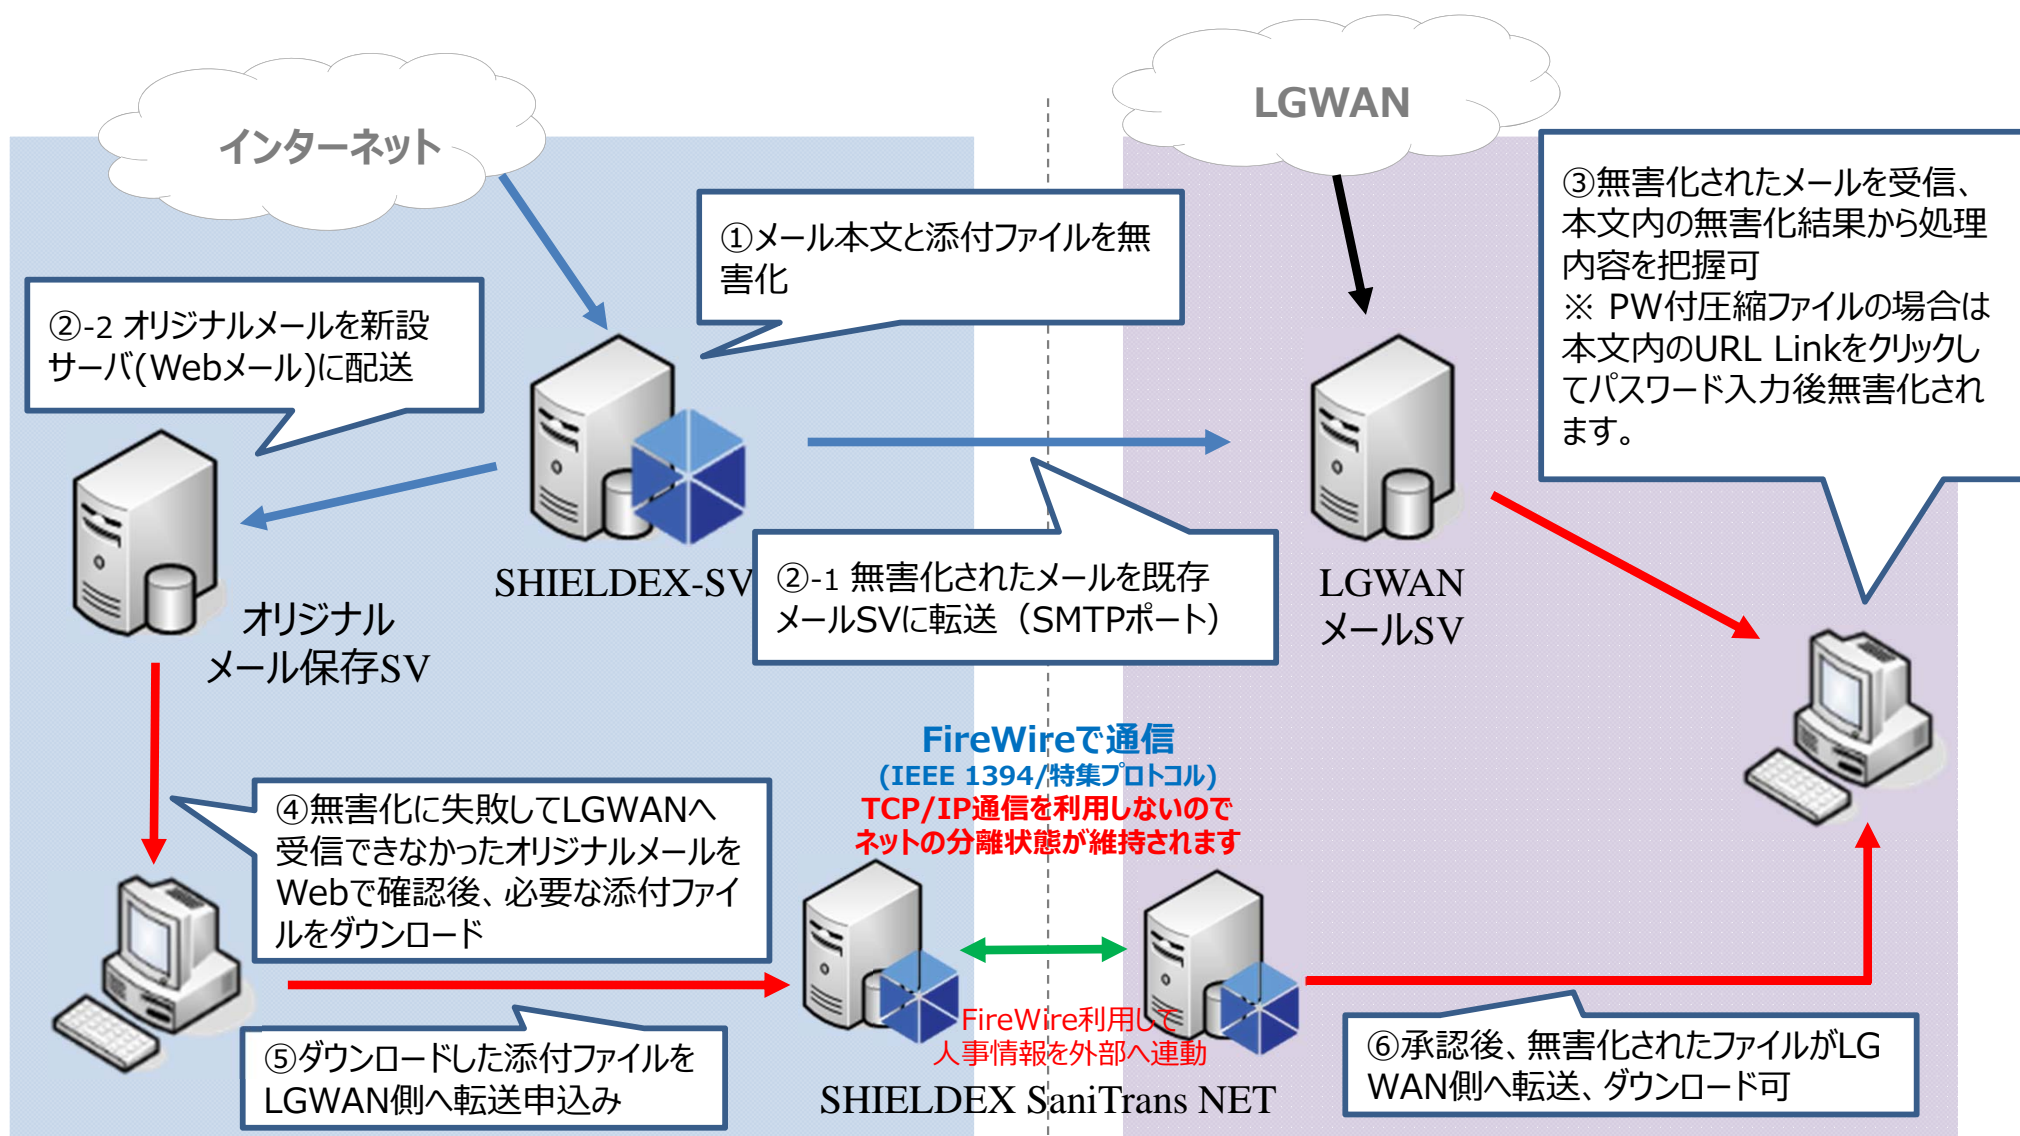 インターネット
LGWAN
①メール本文と添付ファイルを無
害化
②-2 オリジナルメールを新設
サーバ(Webメール)に配送
③無害化されたメールを受信、
本文内の無害化結果から処理
内容を把握可
※ PW付圧縮ファイルの場合は
本文内のURL Linkをクリックし
てパスワード入力後無害化され
ます。
SHIELDEX-SV
②-1 無害化されたメールを既存
メールSVに転送（SMTPポート）
LGWAN
メールSV
オリジナル
メール保存SV
FireWireで通信
(IEEE 1394/特集プロトコル)
TCP/IP通信を利用しないので
ネットの分離状態が維持されます
④無害化に失敗してLGWANへ
受信できなかったオリジナルメールを
Webで確認後、必要な添付ファイ
ルをダウンロード
FireWire利用して
人事情報を外部へ連動
⑤ダウンロードした添付ファイルを
LGWAN側へ転送申込み
SHIELDEX SaniTrans NET
⑥承認後、無害化されたファイルがLG
WAN側へ転送、ダウンロード可